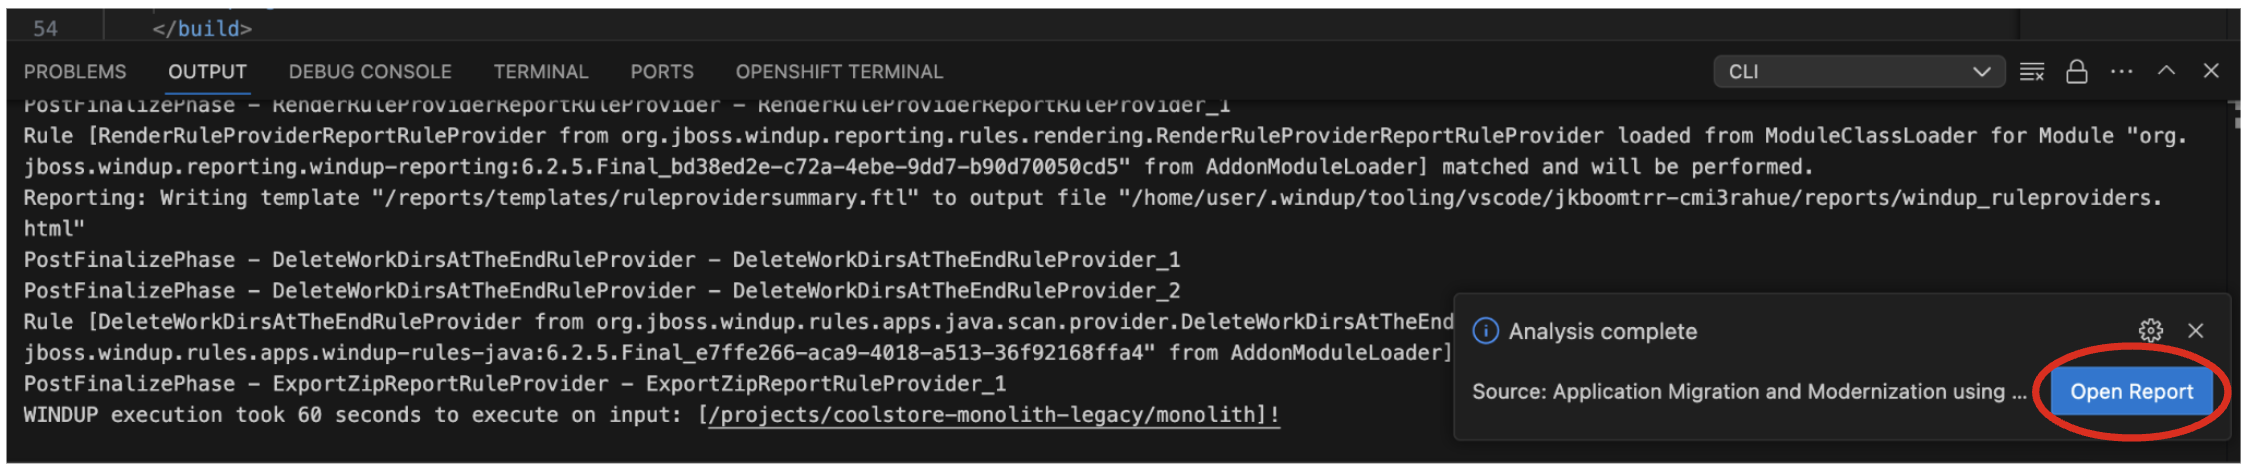 54 </build>
PROBLEMS OUTPUT DEBUG CONSOLE TERMINAL PORTS OPENSHIFT TERMINAL CLI
PostFinalizePhase - RenderRuleProviderReportRuleProvider - RenderRuleProviderReportRuleProvider_1
Rule [RenderRuleProviderReportRuleProvider from org.jboss.windup.reporting.rules.rendering.RenderRuleProviderReportRuleProvider loaded from ModuleClassLoader for Module "org.
jboss.windup.reporting.windup-reporting:6.2.5.Final_bd38ed2e-c72a-4ebe-9dd7-b90d70050cd5" from AddonModuleLoader] matched and will be performed.
Reporting: Writing template "/reports/templates/ruleprovidersummary.ftl" to output file "/home/user/.windup/tooling/vscode/jkboomtrr-cmi3rahue/reports/windup_ruleproviders.
html"
PostFinalizePhase - DeleteWorkDirsAtTheEndRuleProvider - DeleteWorkDirsAtTheEndRuleProvider_1
PostFinalizePhase - DeleteWorkDirsAtTheEndRuleProvider - DeleteWorkDirsAtTheEndRuleProvider_2
Rule [DeleteWorkDirsAtTheEndRuleProvider from org.jboss.windup.rules.apps.java.scan.provider.DeleteWorkDirsAtTheEnd
jboss.windup.rules.apps.windup-rules-java:6.2.5.Final_e7ffe266-aca9-4018-a513-36f92168ffa4" from AddonModuleLoader]
PostFinalizePhase - ExportZipReportRuleProvider - ExportZipReportRuleProvider_1
WINDUP execution took 60 seconds to execute on input: [/projects/coolstore-monolith-legacy/monolith]!
Analysis complete
Source: Application Migration and Modernization using ... Open Report